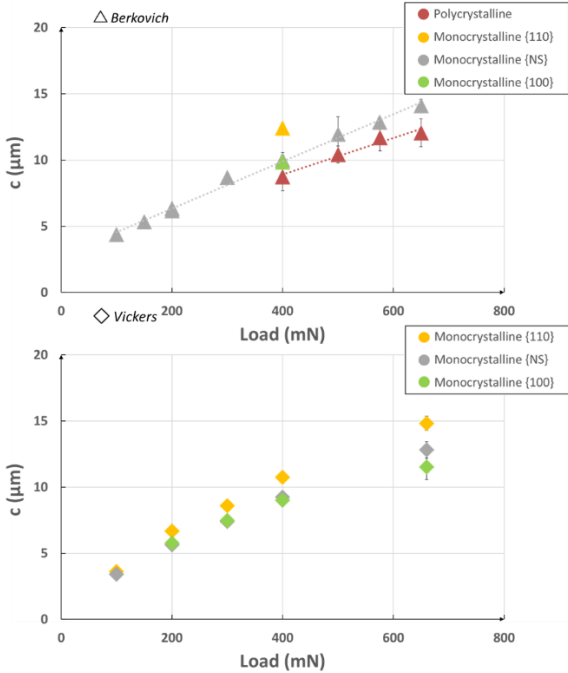 Berkovich
Polycrystalline
Monocrystalline {110}
Monocrystalline {NS}
Monocrystalline {100}
20
15
10
5
0
c (µm)
0 200 400 600 800
Load (mN)
Vickers
Monocrystalline {110}
Monocrystalline {NS}
Monocrystalline {100}
20
15
10
5
0
c (µm)
0 200 400 600 800
Load (mN)